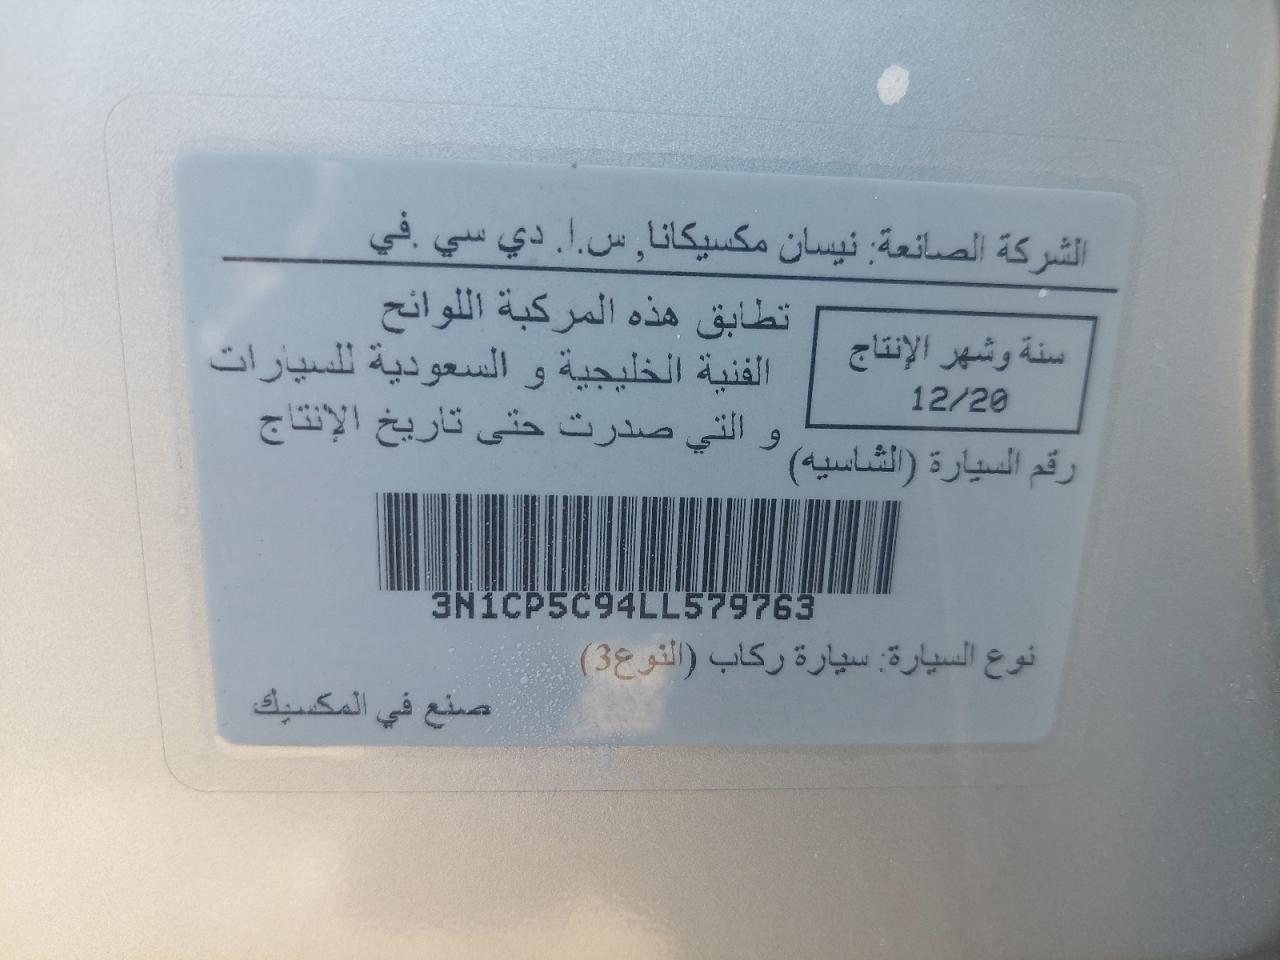 الشركة الصانعة: نيسان مكسيكانا, س.ا. دي سي .في
سنة وشهر الإنتاج
12/20
تطابق هذه المركبة اللوائح
الفنية الخليجية و السعودية للسيارات
و التي صدرت حتى تاريخ الإنتاج
رقم السيارة (الشاسيه)
3N1CP5C94LL579763
نوع السيارة: سيارة ركاب (النوع3)
صنع في المكسيك